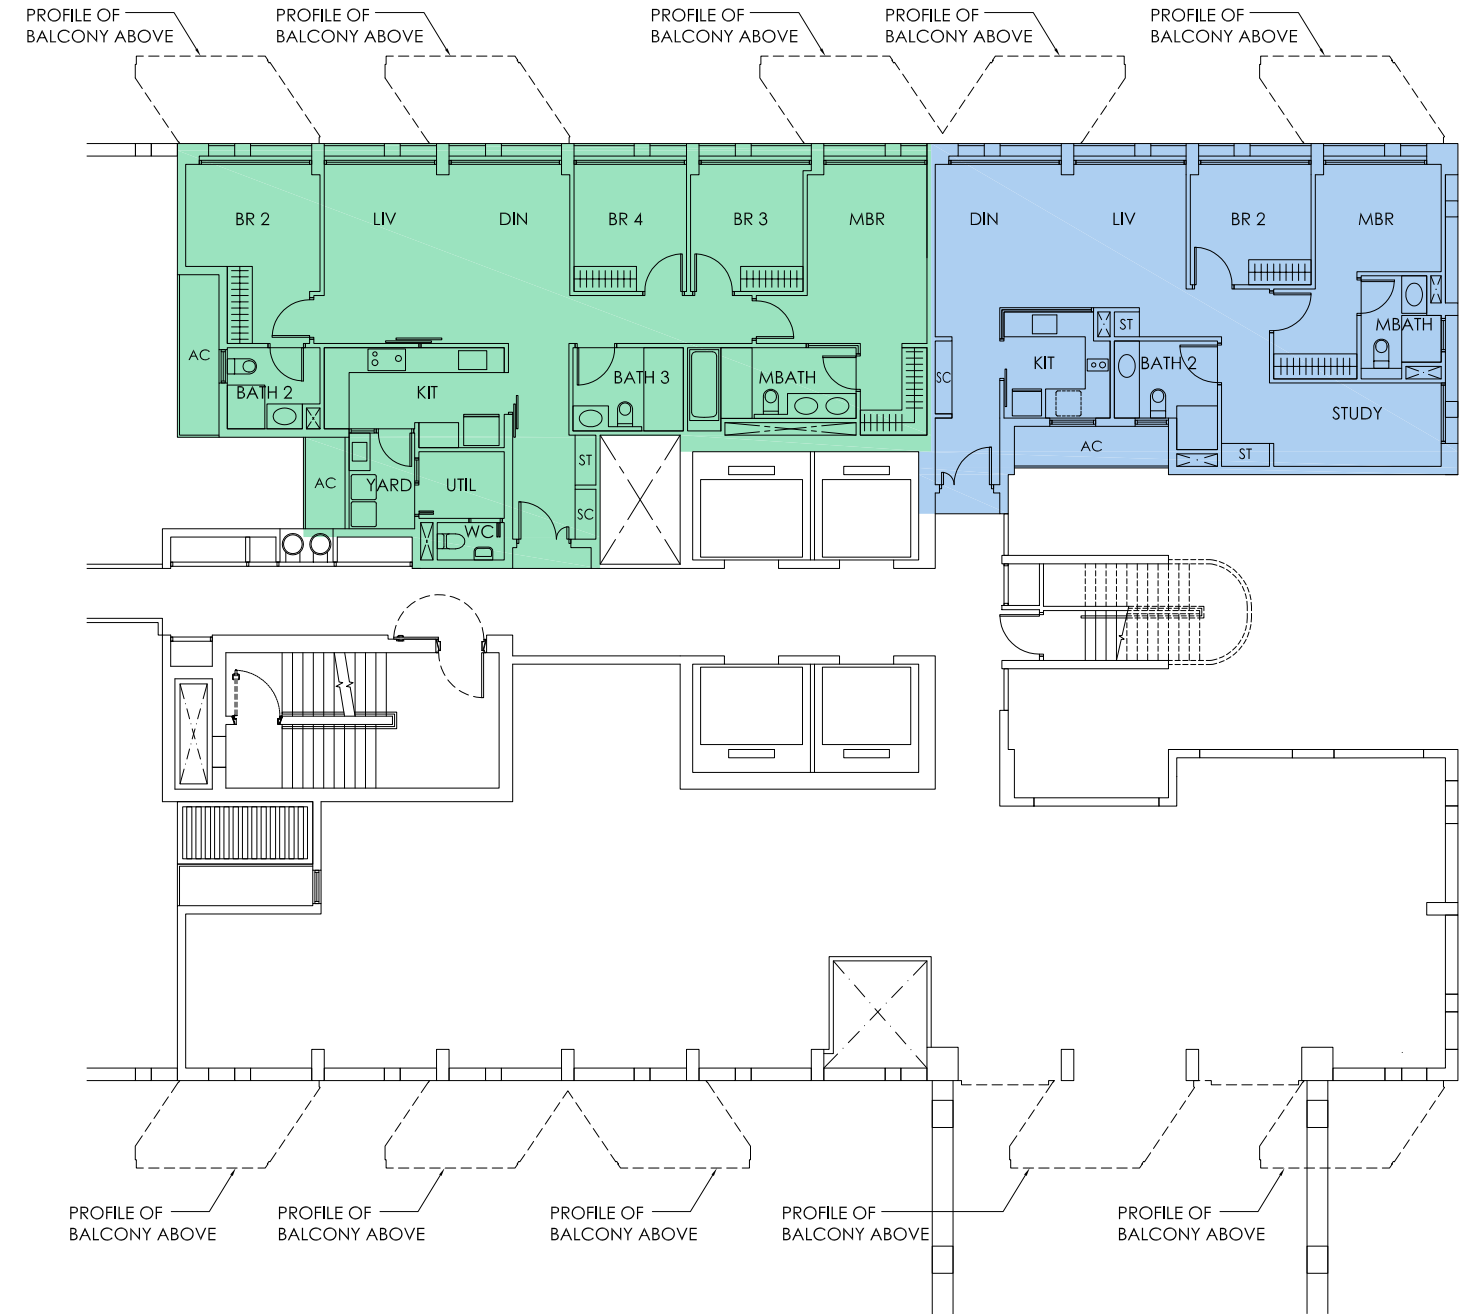 PROFILE OF
BALCONY ABOVE
PROFILE OF
BALCONY ABOVE
PROFILE OF
BALCONY ABOVE
PROFILE OF
BALCONY ABOVE
PROFILE OF
BALCONY ABOVE
BR 2
LIV
DIN
BR 4
BR 3
MBR
DIN
LIV
BR 2
MBR
AC
BATH 2
KIT
BATH 3
MBATH
SC
KIT
ST
BATH 2
MBATH
STUDY
AC
ST
AC
YARD
UTIL
WC
ST
SC
PROFILE OF
BALCONY ABOVE
PROFILE OF
BALCONY ABOVE
PROFILE OF
BALCONY ABOVE
PROFILE OF
BALCONY ABOVE
PROFILE OF
BALCONY ABOVE